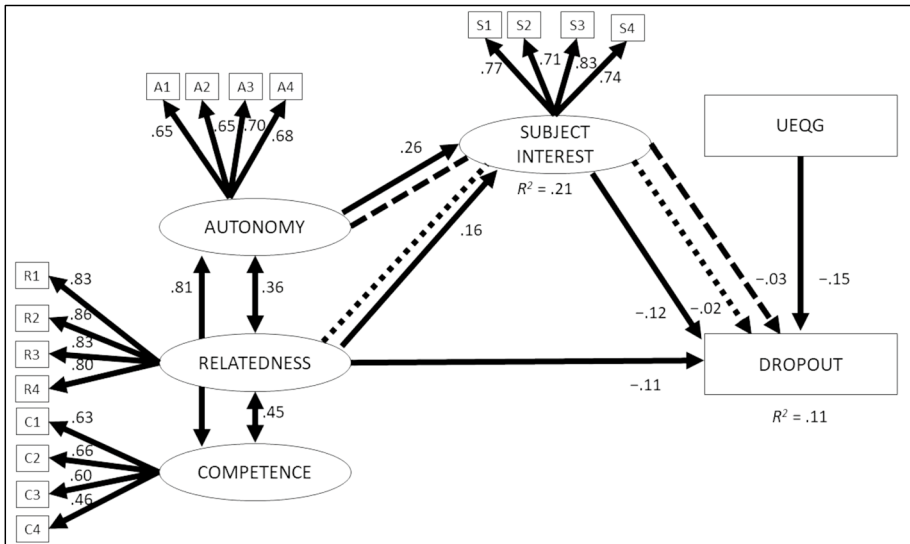 S1 S2 S3 S4
.77 .71 .83 .74
A1 A2 A3 A4
.65 .65 .70 .68
SUBJECT
INTEREST
R² = .21
UEQG
.26
AUTONOMY
.16
R1 .83
.81 .36
−.03 −.15
R2 .86
−.12 −.02
R3 .83
R4 .80
RELATEDNESS
DROPOUT
−.11
R² = .11
C1 .63
.45
C2 .66
COMPETENCE
C3 .60
C4 .46